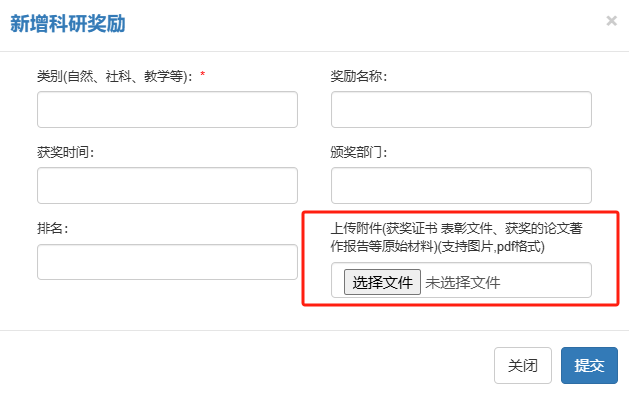 新增科研奖励
×
类别(自然、社科、教学等)：*
奖励名称：
获奖时间：
颁奖部门：
排名：
上传附件(获奖证书 表彰文件、获奖的论文著
作报告等原始材料)(支持图片,pdf格式)
选择文件 未选择文件
关闭
提交